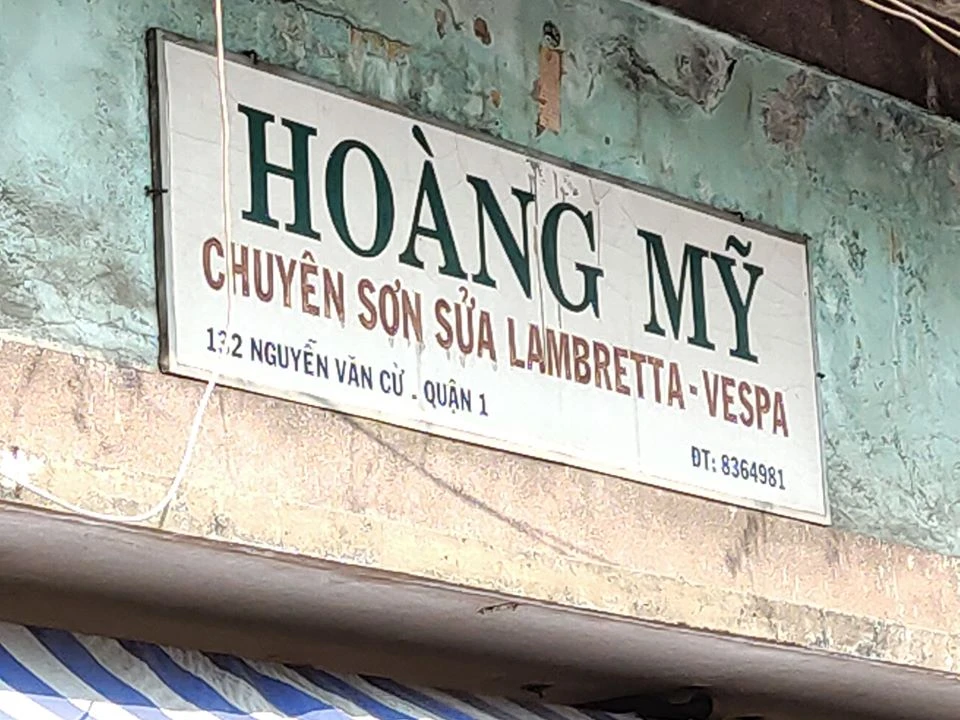 HOÀNG MỸ
CHUYÊN SƠN SỬA LAMBRETTA - VESPA
132 NGUYỄN VĂN CỪ . QUẬN 1
ĐT: 8364981